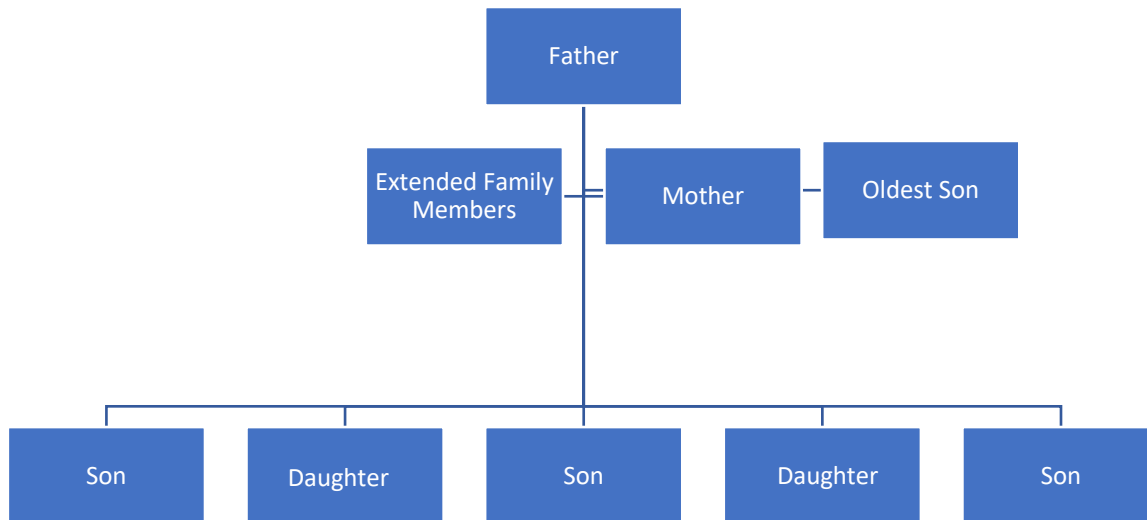 Father
Extended Family
Members
Mother
Oldest Son
Son
Daughter
Son
Daughter
Son